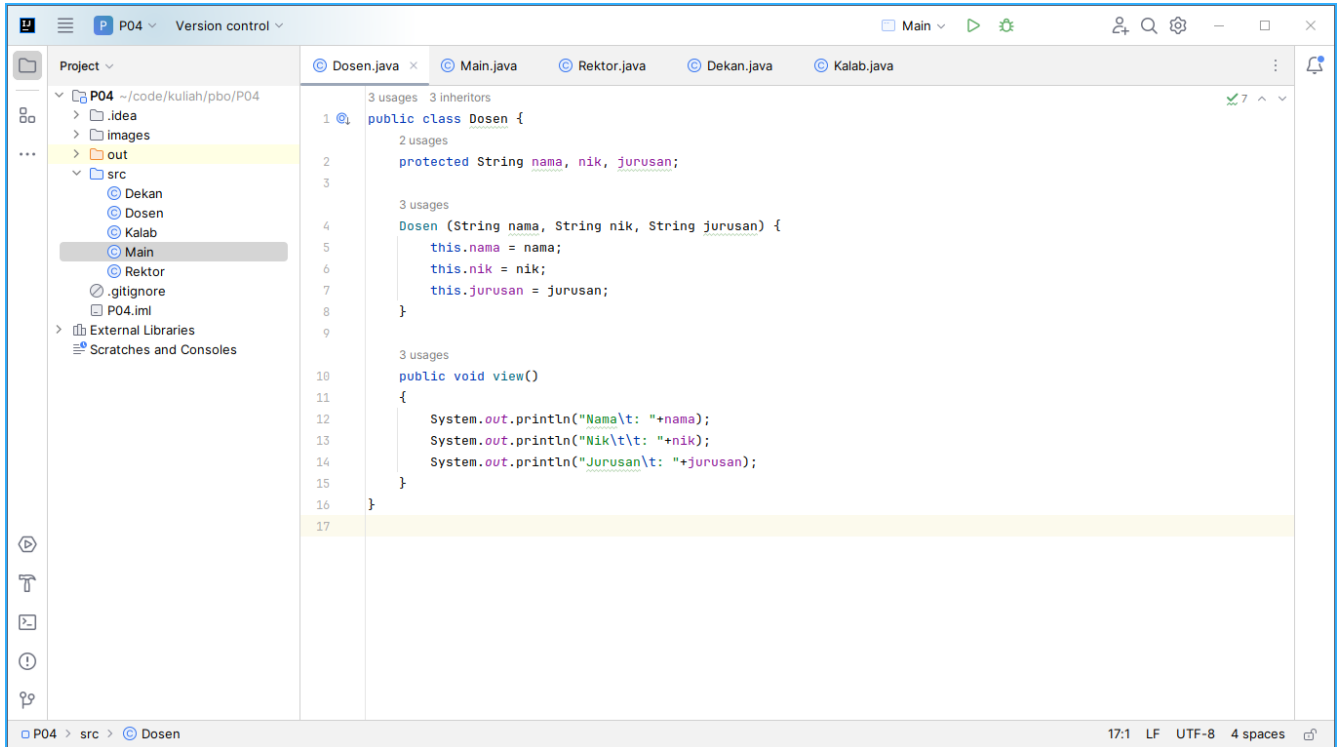 P P04 Version control Main
Project
Dosen.java Main.java Rektor.java Dekan.java Kalab.java
P04 ~/code/kuliah/pbo/P04
.idea
images
out
src
Dekan
Dosen
Kalab
Main
Rektor
.gitignore
P04.iml
External Libraries
Scratches and Consoles
3 usages 3 inheritors
7
1 public class Dosen {
2 usages
2 protected String nama, nik, jurusan;
3
3 usages
4 Dosen (String nama, String nik, String jurusan) {
5 this.nama = nama;
6 this.nik = nik;
7 this.jurusan = jurusan;
8 }
9
3 usages
10 public void view()
11 {
12 System.out.println("Nama\t: "+nama);
13 System.out.println("Nik\t\t: "+nik);
14 System.out.println("Jurusan\t: "+jurusan);
15 }
16 }
17
P04 > src > Dosen
17:1 LF UTF-8 4 spaces